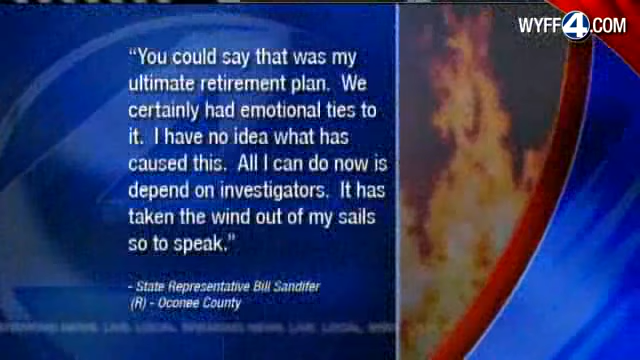 WYFF4.COM
“You could say that was my
ultimate retirement plan. We
certainly had emotional ties to
it. I have no idea what has
caused this. All I can do now is
depend on investigators. It has
taken the wind out of my sails
so to speak.”
- State Representative Bill Sandifer
(R) - Oconee County